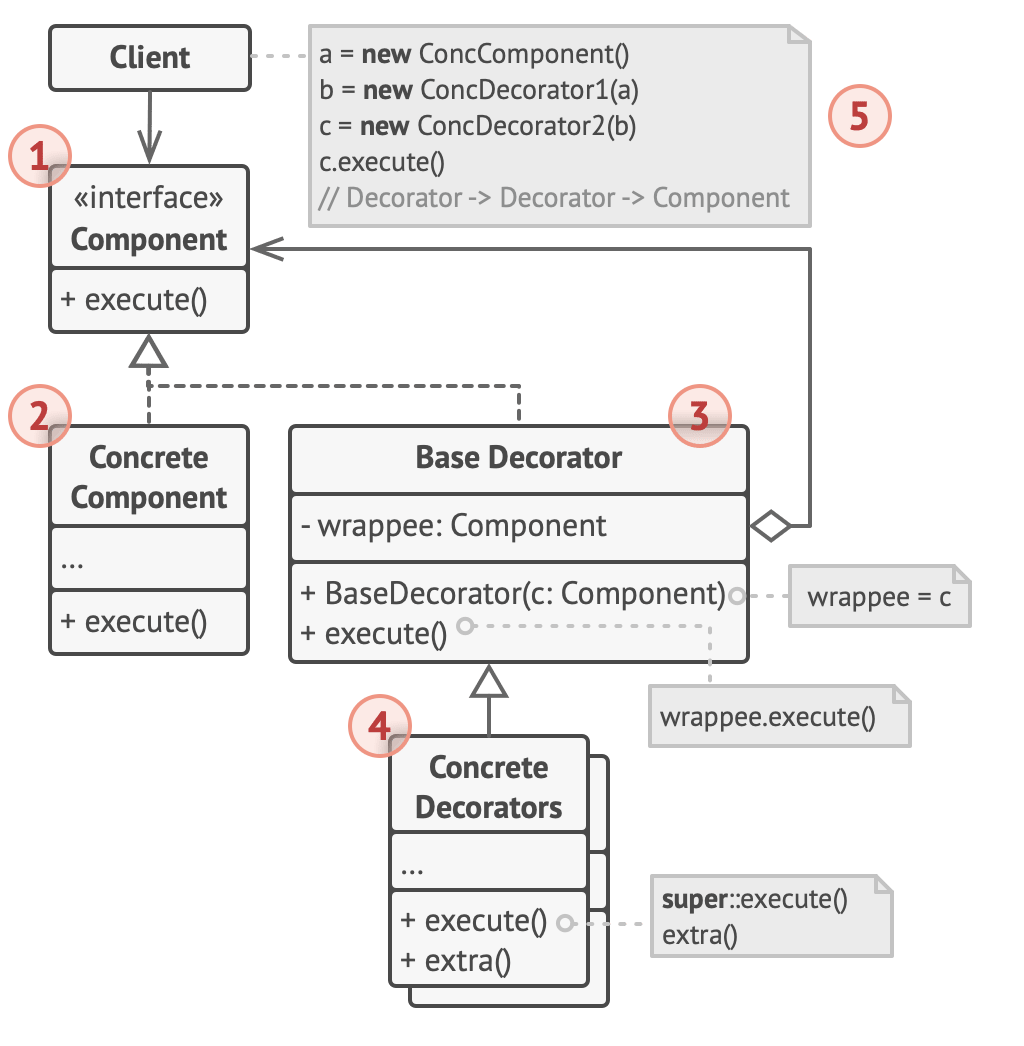 Client
a = new ConcComponent()
b = new ConcDecorator1(a)
c = new ConcDecorator2(b)
c.execute()
// Decorator -> Decorator -> Component
5
1
«interface»
Component
+ execute()
2
Concrete
Component
...
+ execute()
3
Base Decorator
- wrappee: Component
+ BaseDecorator(c: Component)
+ execute()
wrappee = c
wrappee.execute()
4
Concrete
Decorators
...
+ execute()
+ extra()
super::execute()
extra()